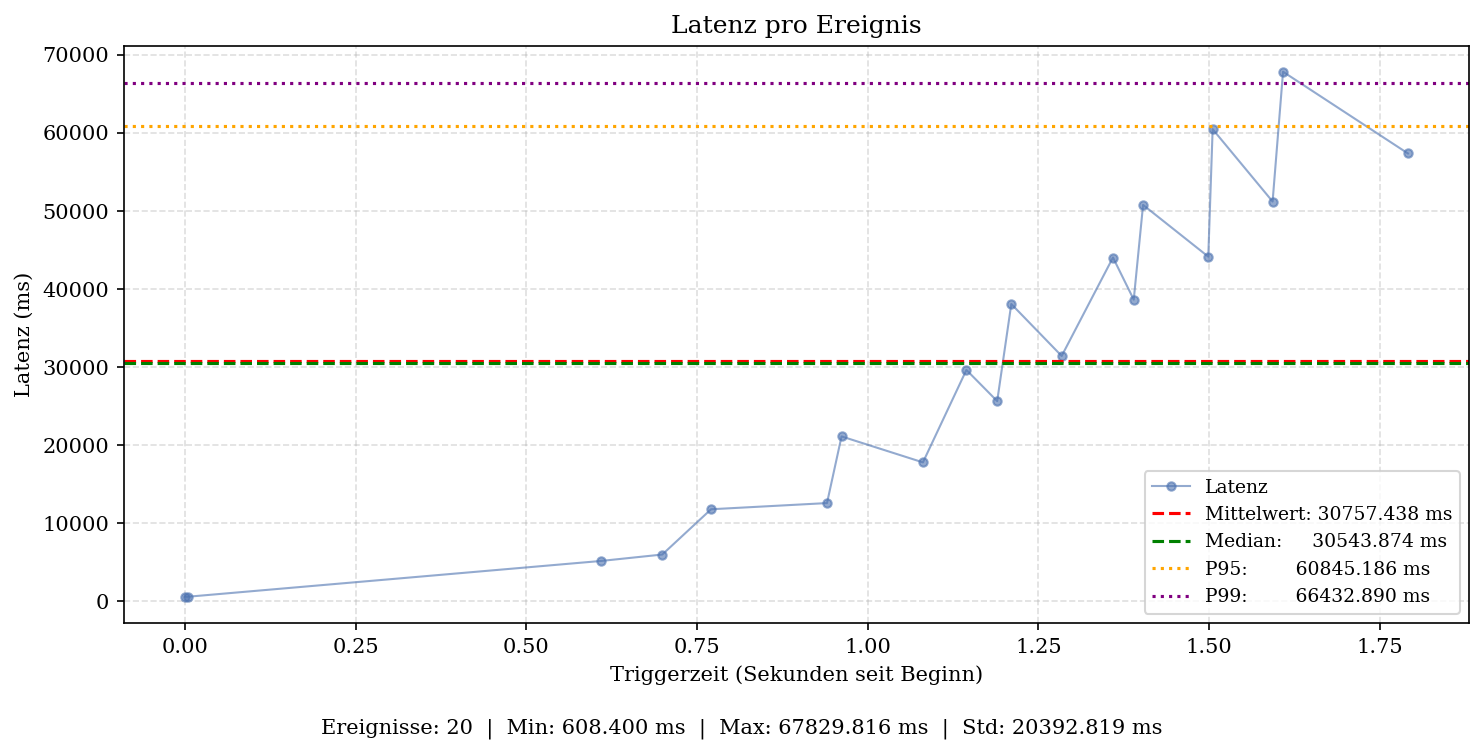 Latenz pro Ereignis
Latenz (ms)
70000
60000
50000
40000
30000
20000
10000
0
0.00 0.25 0.50 0.75 1.00 1.25 1.50 1.75
Triggerzeit (Sekunden seit Beginn)
Latenz
Mittelwert: 30757.438 ms
Median: 30543.874 ms
P95: 60845.186 ms
P99: 66432.890 ms
Ereignisse: 20 | Min: 608.400 ms | Max: 67829.816 ms | Std: 20392.819 ms